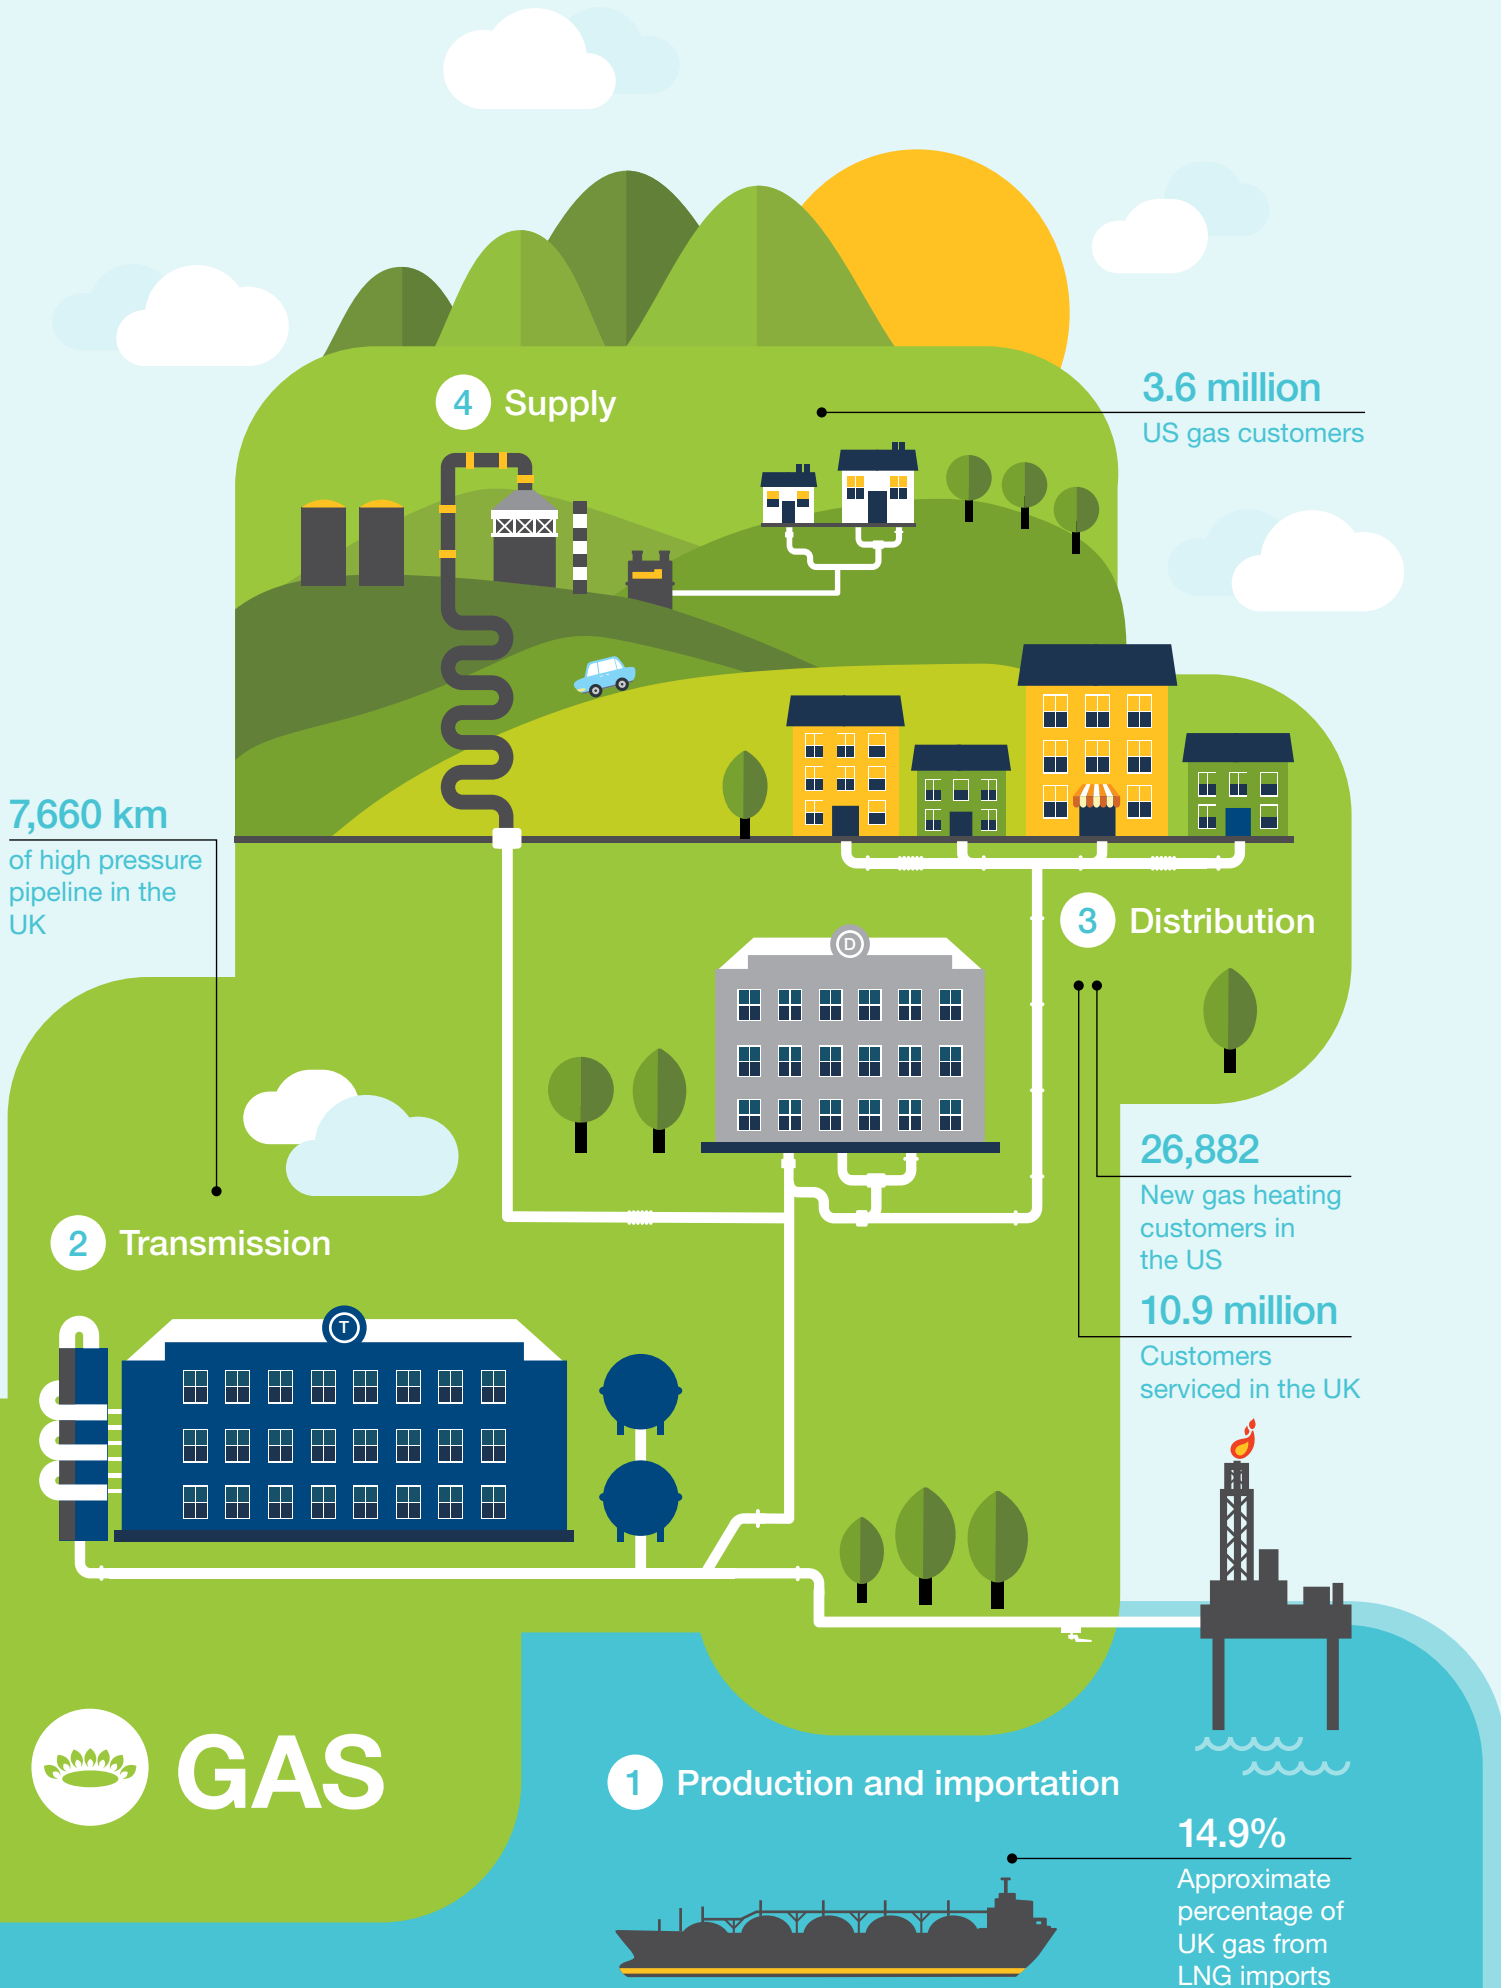 4 Supply
3.6 million
US gas customers
7,660 km
of high pressure
pipeline in the
UK
3 Distribution
D
26,882
New gas heating
customers in
the US
10.9 million
Customers
serviced in the UK
2 Transmission
T
GAS
1 Production and importation
14.9%
Approximate
percentage of
UK gas from
LNG imports